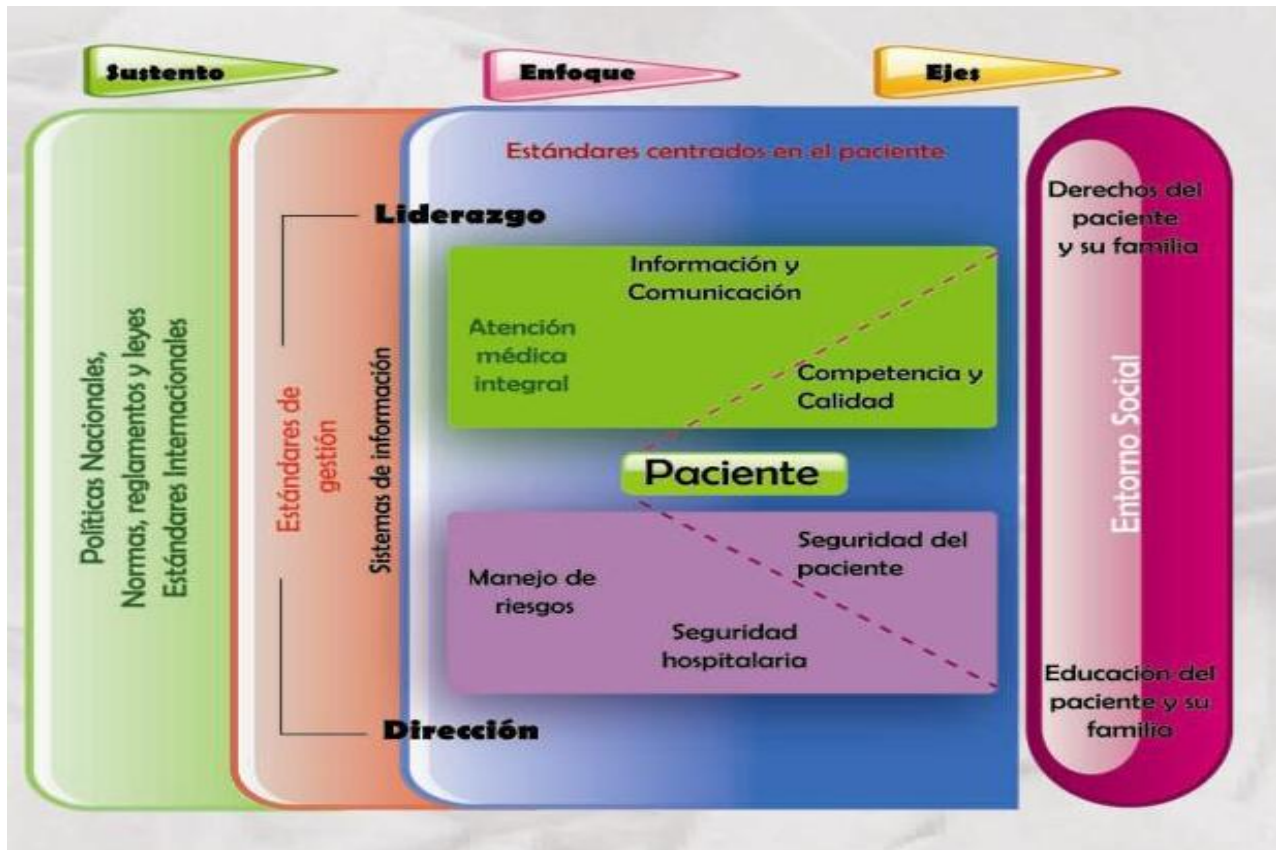 Sustento
Enfoque
Ejes
Políticas Nacionales,
Normas, reglamentos y leyes
Estándares Internacionales
Estándares de
gestión
Sistemas de información
Estándares centrados en el paciente
Liderazgo
Información y
Comunicación
Atención
médica
integral
Competencia y
Calidad
Paciente
Seguridad del
paciente
Manejo de
riesgos
Seguridad
hospitalaria
Dirección
Derechos del
paciente
y su familia
Entorno Social
Educación del
paciente y su
familia